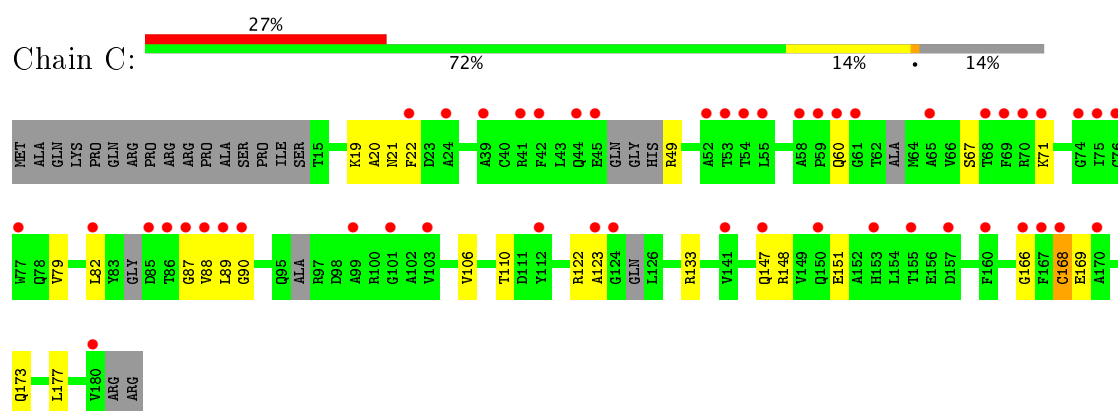 27%
Chain C:
72% 14% • 14%
MET ALA GLN LYS PRO GLN ARG PRO ARG ARG PRO ALA SER PRO ILE SER T15 K19 A20 N21 F22 D23 A24 A39 C40 R41 F42 L43 Q44 E45 GLN GLY HIS R49 A52 T53 T54 L55 A58 P59 Q60 G61 T62 ALA M64 A65 V66 S67 T68 F69 R70 K71 G74 I75
W77 Q78 V79 L82 Y83 GLY D85 T86 G87 V88 L89 G90 Q95 ALA R97 D98 A99 R100 G101 A102 V103 V106 T110 D111 Y112 R122 A123 G124 GLN L126 R133 V141 Q147 R148 V149 Q150 E151 A152 H153 L154 T155 E156 D157 F160 G166 F167 C168 E169 A170
Q173 L177 V180 ARG ARG